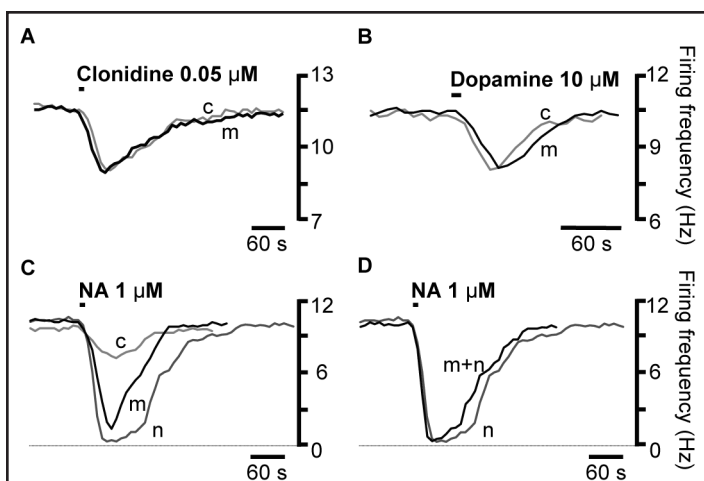 A
Clonidine 0.05 µM
c
m
13
10
7
60 s
B
Dopamine 10 µM
c
m
12
9
6
Firing frequency (Hz)
60 s
C
NA 1 µM
c
m
n
12
6
0
60 s
D
NA 1 µM
m+n
n
12
6
0
Firing frequency (Hz)
60 s